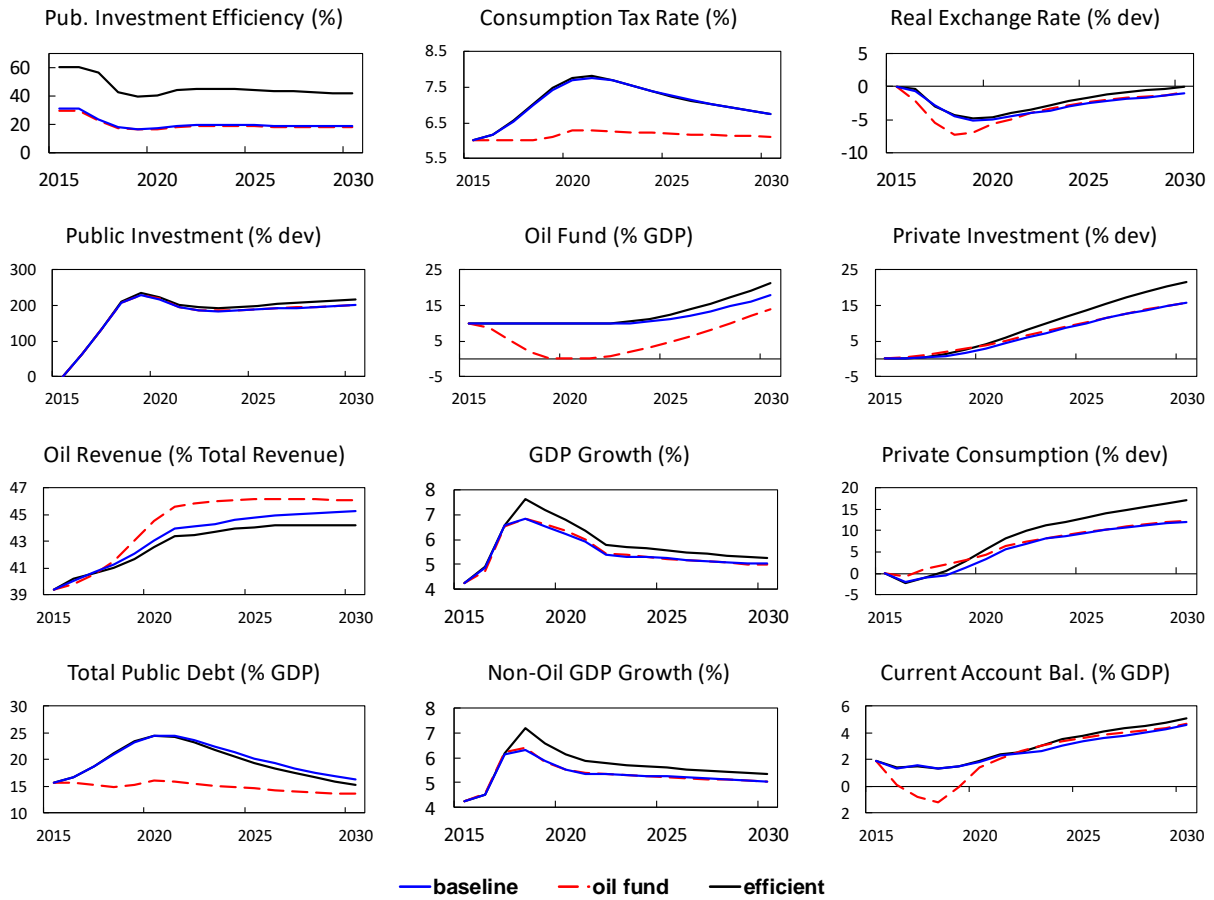 Pub. Investment Efficiency (%)
60
40
20
0
2015 2020 2025 2030
Consumption Tax Rate (%)
8.5
7.5
6.5
5.5
2015 2020 2025 2030
Real Exchange Rate (% dev)
5
0
-5
-10
2015 2020 2025 2030
Public Investment (% dev)
300
200
100
0
2015 2020 2025 2030
Oil Fund (% GDP)
25
15
5
-5
2015 2020 2025 2030
Private Investment (% dev)
25
15
5
-5
2015 2020 2025 2030
Oil Revenue (% Total Revenue)
47
45
43
41
39
2015 2020 2025 2030
GDP Growth (%)
8
7
6
5
4
2015 2020 2025 2030
Private Consumption (% dev)
20
15
10
5
0
-5
2015 2020 2025 2030
Total Public Debt (% GDP)
30
25
20
15
10
2015 2020 2025 2030
Non-Oil GDP Growth (%)
8
7
6
5
4
2015 2020 2025 2030
Current Account Bal. (% GDP)
6
4
2
0
2
2015 2020 2025 2030
baseline oil fund efficient